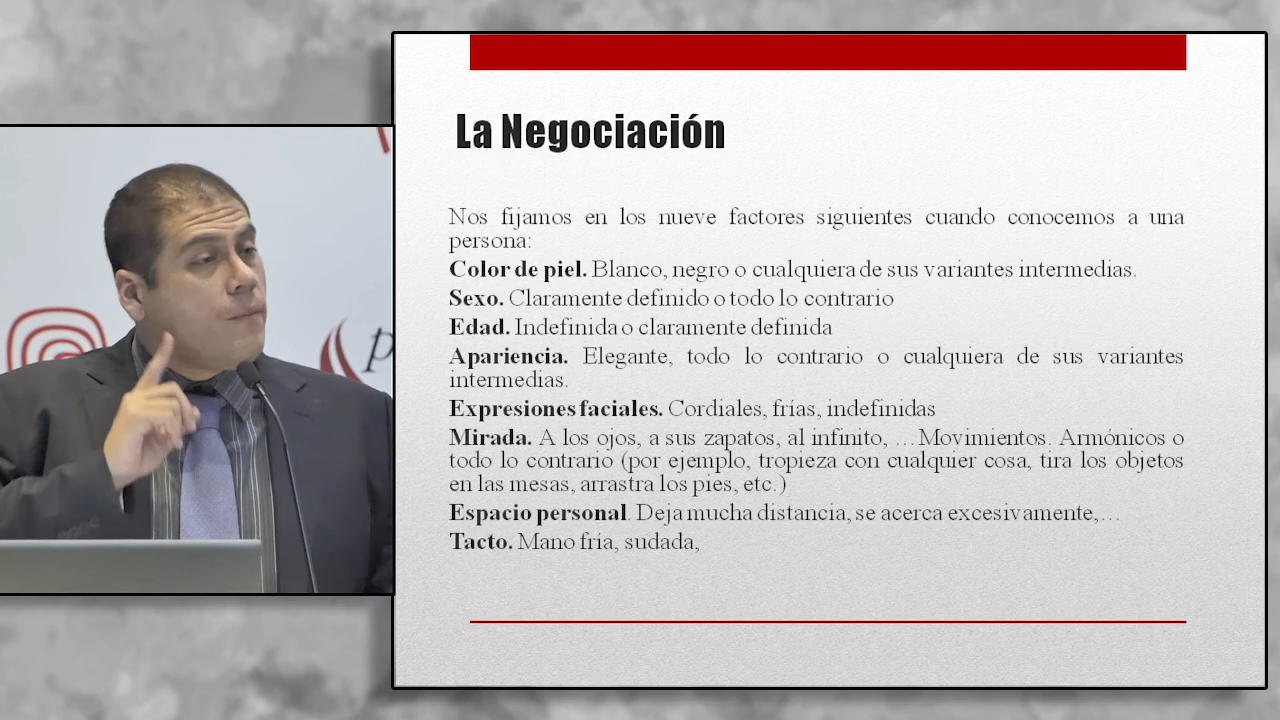 La Negociación
Nos fijamos en los nueve factores siguientes cuando conocemos a una
persona:
Color de piel. Blanco, negro o cualquiera de sus variantes intermedias.
Sexo. Claramente definido o todo lo contrario
Edad. Indefinida o claramente definida
Apariencia. Elegante, todo lo contrario o cualquiera de sus variantes
intermedias.
Expresiones faciales. Cordiales, frías, indefinidas
Mirada. A los ojos, a sus zapatos, al infinito, …Movimientos. Armónicos o
todo lo contrario (por ejemplo, tropieza con cualquier cosa, tira los objetos
en las mesas, arrastra los pies, etc.)
Espacio personal. Deja mucha distancia, se acerca excesivamente,…
Tacto. Mano fría, sudada,